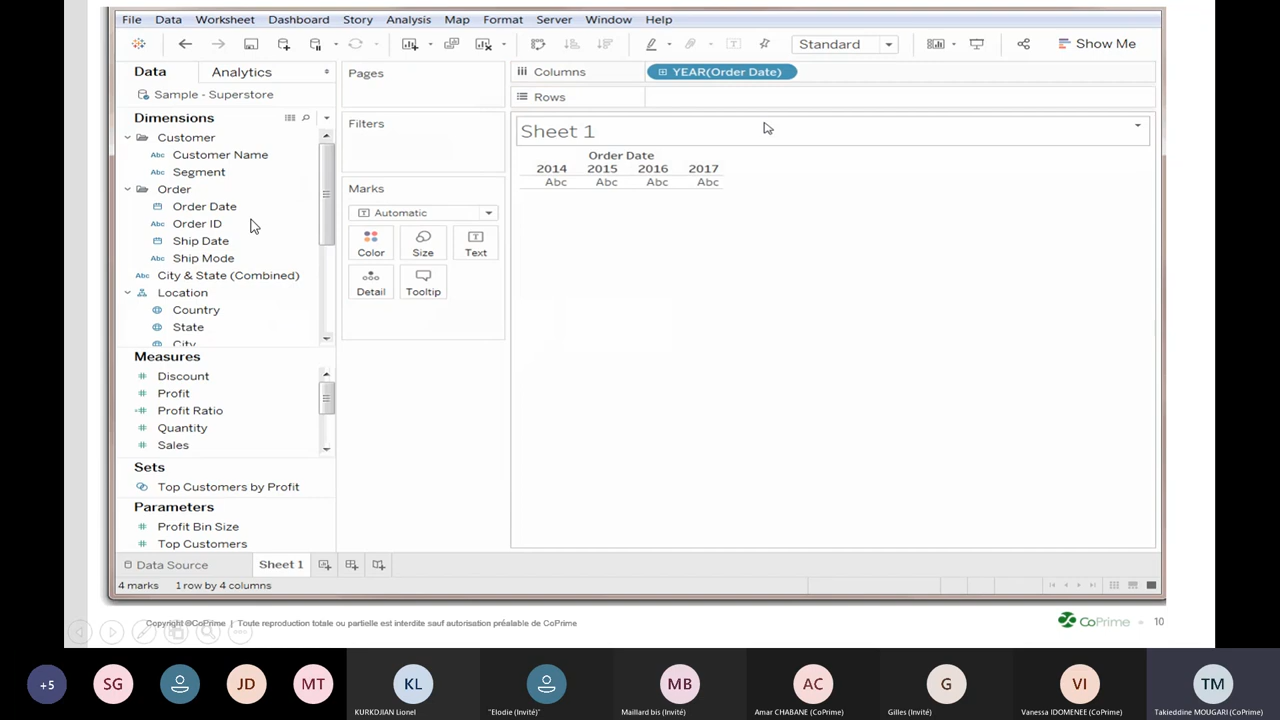 File Data Worksheet Dashboard Story Analysis Map Format Server Window Help
Standard Show Me
Data Analytics
Sample - Superstore
Dimensions
Customer
Abc Customer Name
Abc Segment
Order
Order Date
Abc Order ID
Ship Date
Abc Ship Mode
Abc City & State (Combined)
Location
Country
State
City
Measures
Discount
Profit
Profit Ratio
Quantity
Sales
Sets
Top Customers by Profit
Parameters
Profit Bin Size
Top Customers
Pages
Filters
Marks
Automatic
Color Size Text
Detail Tooltip
Columns YEAR(Order Date)
Rows
Sheet 1
Order Date
2014 2015 2016 2017
Abc Abc Abc Abc
Data Source Sheet 1
4 marks 1 row by 4 columns
Copyright @CoPrime | Toute reproduction totale ou partielle est interdite sauf autorisation préalable de CoPrime
CoPrime 10
+5 SG JD MT KL MB AC G VI TM
KURKDJIAN Lionel "Elodie (Invité)" Maillard bis (Invité) Amar CHABANE (CoPrime) Gilles (Invité) Vanessa IDOMENEE (CoPrime) Takieddine MOUGARI (CoPrime)